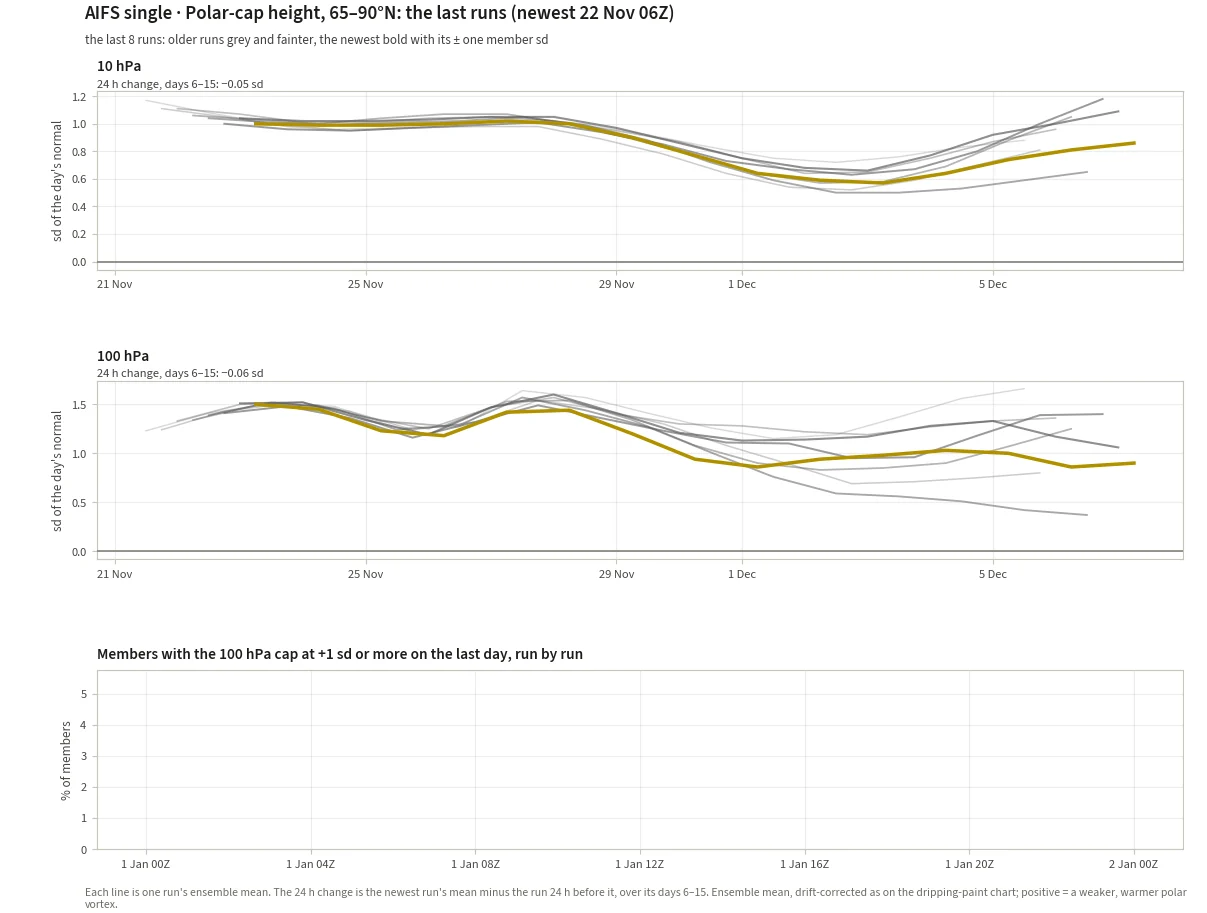 AIFS single · Polar-cap height, 65–90°N: the last runs (newest 22 Nov 06Z)
the last 8 runs: older runs grey and fainter, the newest bold with its ± one member sd
10 hPa
24 h change, days 6–15: −0.05 sd
sd of the day's normal
1.2
1.0
0.8
0.6
0.4
0.2
0.0
21 Nov 25 Nov 29 Nov 1 Dec 5 Dec
100 hPa
24 h change, days 6–15: −0.06 sd
sd of the day's normal
1.5
1.0
0.5
0.0
21 Nov 25 Nov 29 Nov 1 Dec 5 Dec
Members with the 100 hPa cap at +1 sd or more on the last day, run by run
% of members
5
4
3
2
1
0
1 Jan 00Z 1 Jan 04Z 1 Jan 08Z 1 Jan 12Z 1 Jan 16Z 1 Jan 20Z 2 Jan 00Z
Each line is one run's ensemble mean. The 24 h change is the newest run's mean minus the run 24 h before it, over its days 6–15. Ensemble mean, drift-corrected as on the dripping-paint chart; positive = a weaker, warmer polar
vortex.